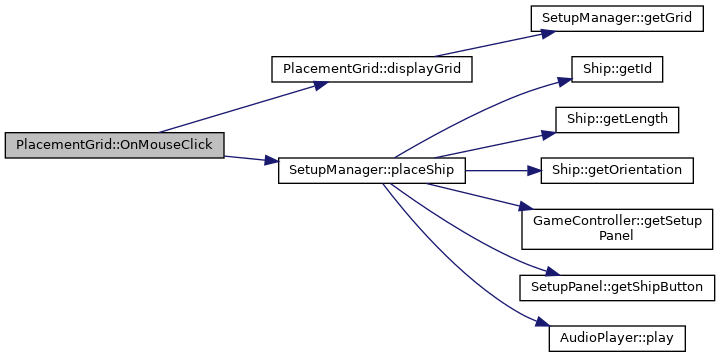 PlacementGrid::OnMouseClick
PlacementGrid::displayGrid
SetupManager::getGrid
SetupManager::placeShip
Ship::getId
Ship::getLength
Ship::getOrientation
GameController::getSetup
Panel
SetupPanel::getShipButton
AudioPlayer::play